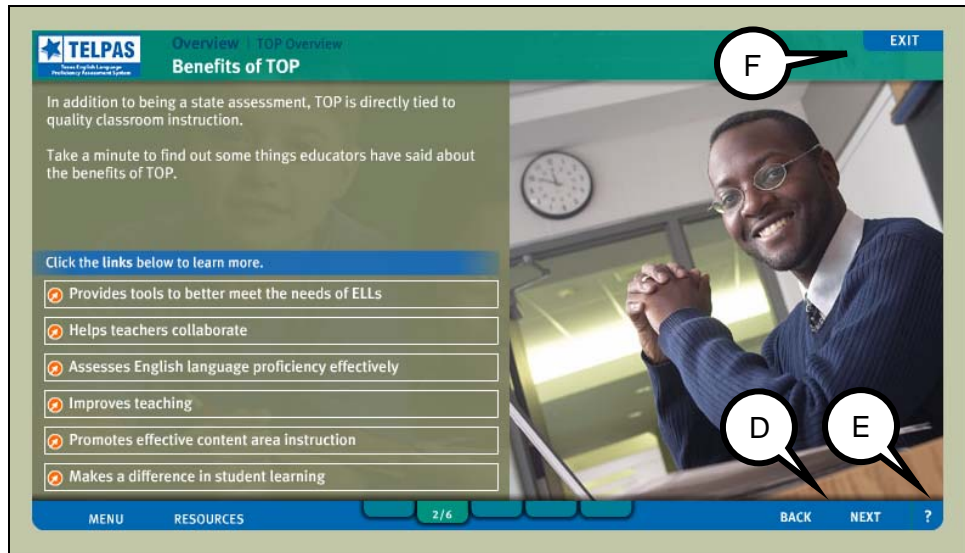 TELPAS
Texas English Language
Proficiency Assessment System
Overview | TOP Overview
Benefits of TOP
EXIT
F
In addition to being a state assessment, TOP is directly tied to
quality classroom instruction.
Take a minute to find out some things educators have said about
the benefits of TOP.
Click the links below to learn more.
Provides tools to better meet the needs of ELLs
Helps teachers collaborate
Assesses English language proficiency effectively
Improves teaching
Promotes effective content area instruction
Makes a difference in student learning
D
E
MENU
RESOURCES
2/6
BACK
NEXT
?